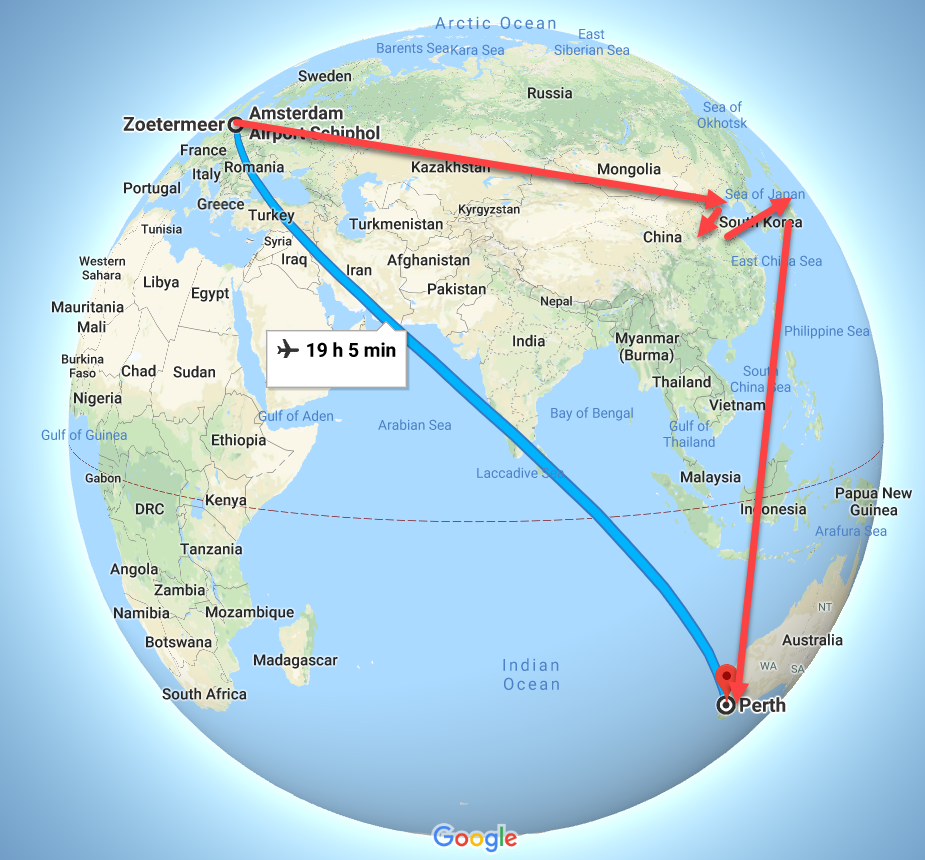 Arctic Ocean
East
Siberian Sea
Barents Sea
Kara Sea
Sweden
Russia
Sea of
Okhotsk
Zoetermeer
Amsterdam
Airport Schiphol
France
Italy
Romania
Kazakhstan
Mongolia
Portugal
Greece
Turkey
Kyrgyzstan
Sea of Japan
Tunisia
Turkmenistan
South Korea
Syria
China
Western
Sahara
Iraq
Iran
Afghanistan
East China Sea
Libya
Egypt
Pakistan
Mauritania
Nepal
Mali
19 h 5 min
India
Myanmar
(Burma)
Philippine Sea
Burkina
Faso
Chad
Sudan
Thailand
South
China Sea
Nigeria
Vietnam
Gulf of Aden
Arabian Sea
Bay of Bengal
Gulf of
Thailand
Gulf of Guinea
Ethiopia
Gabon
Laccadive Sea
Malaysia
DRC
Kenya
Indonesia
Papua New
Guinea
Arafura Sea
Tanzania
Angola
Zambia
Namibia
Mozambique
NT
Botswana
Madagascar
Indian
Ocean
Australia
WA
SA
South Africa
Perth
Google